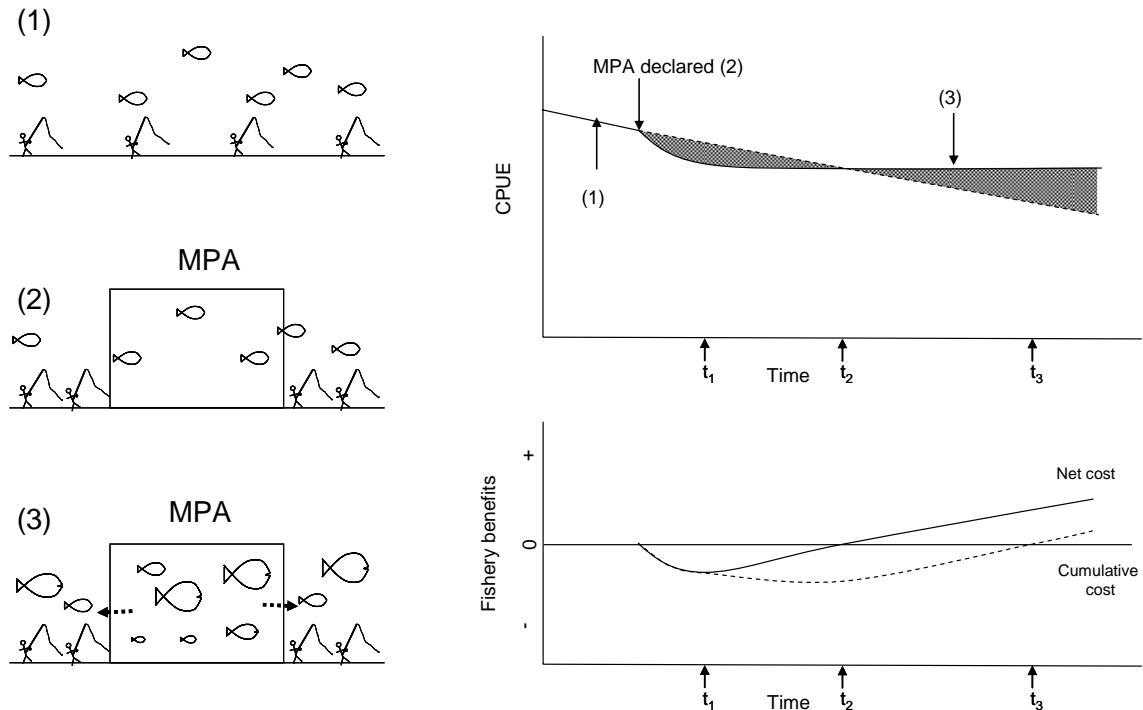 (1)
MPA
(2)
MPA
(3)
MPA declared (2)
(3)
(1)
CPUE
t1
Time
t2
t3
Fishery benefits
+
0
-
Net cost
Cumulative
cost
t1
Time
t2
t3